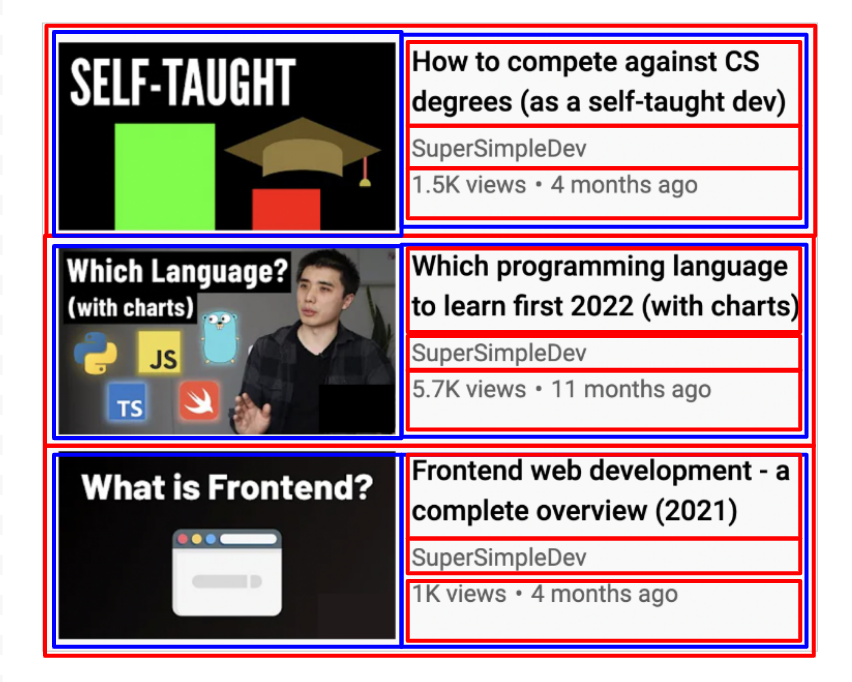 SELF-TAUGHT
How to compete against CS
degrees (as a self-taught dev)
SuperSimpleDev
1.5K views • 4 months ago
Which Language?
(with charts)
JS
TS
Which programming language
to learn first 2022 (with charts)
SuperSimpleDev
5.7K views • 11 months ago
What is Frontend?
Frontend web development - a
complete overview (2021)
SuperSimpleDev
1K views • 4 months ago